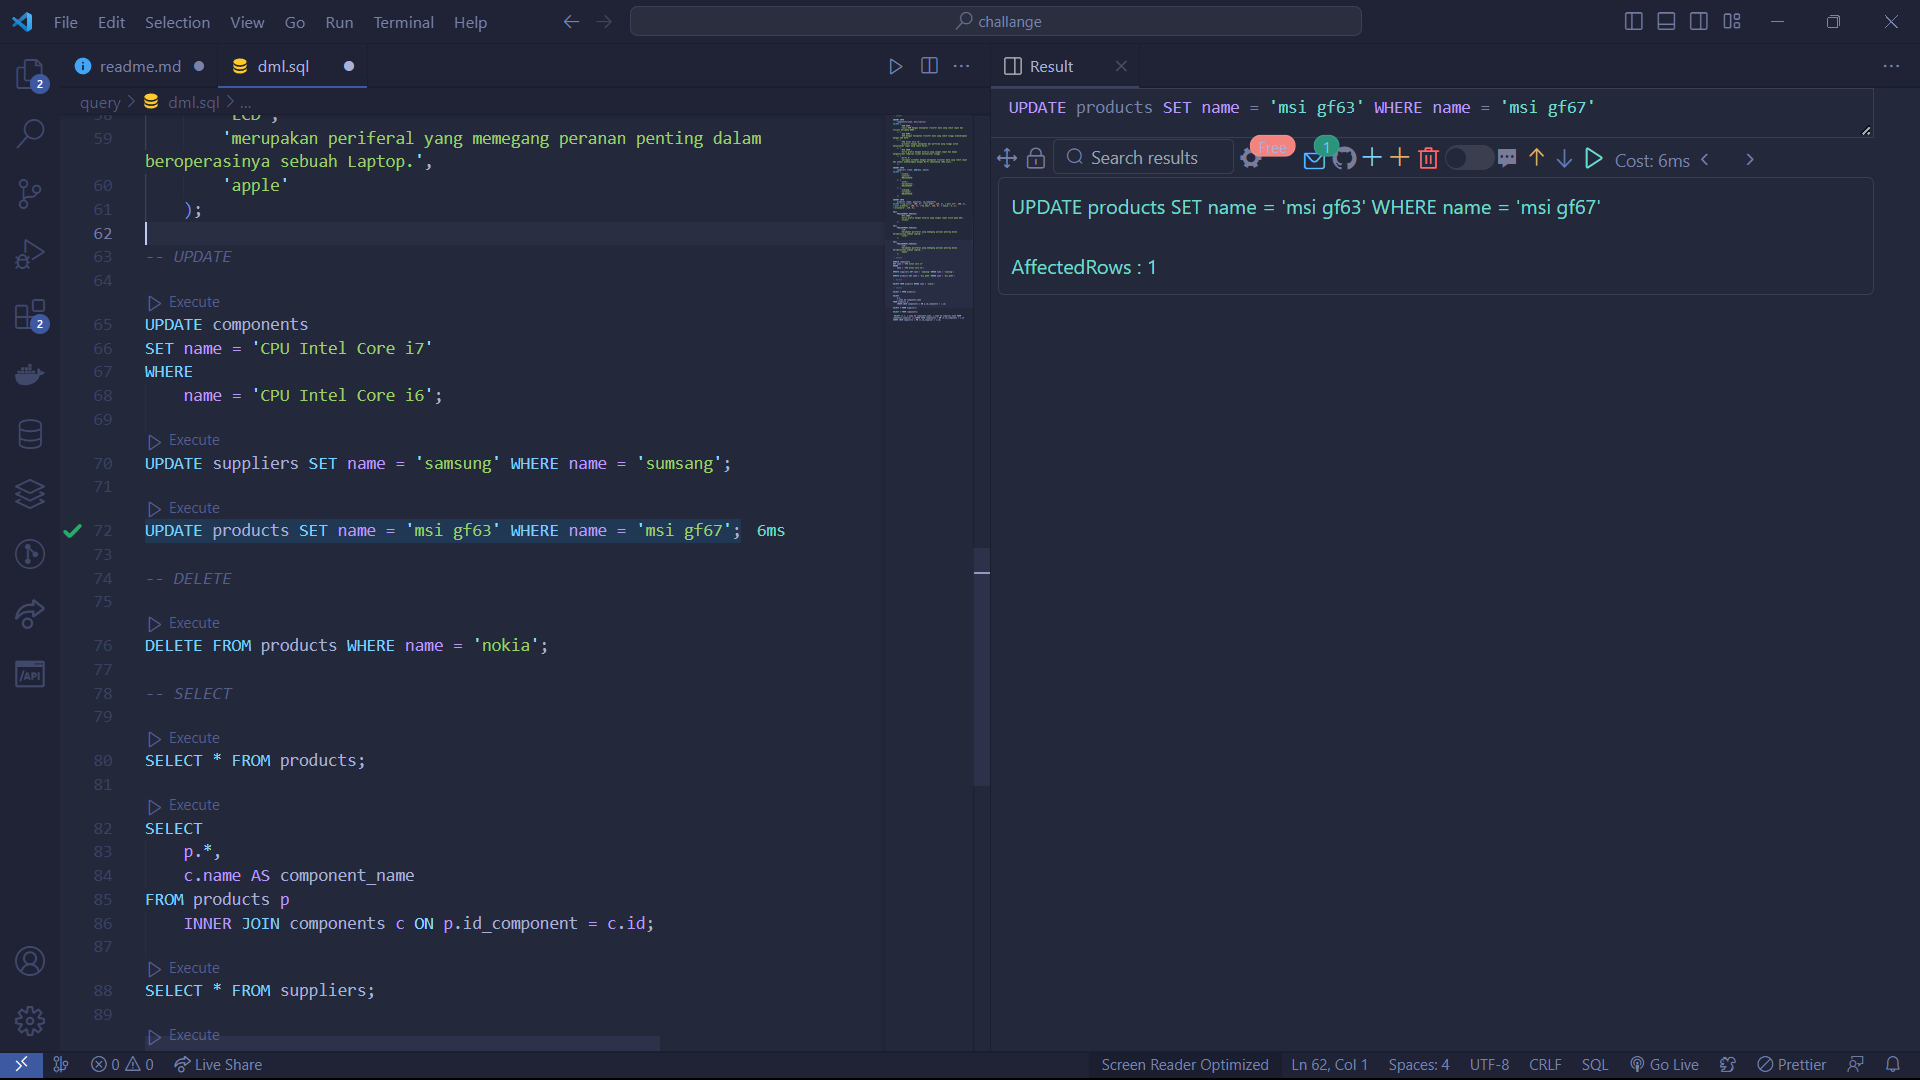 File Edit Selection View Go Run Terminal Help
challange
2
readme.md
dml.sql
Result
query > dml.sql > ...
UPDATE products SET name = 'msi gf63' WHERE name = 'msi gf67'
Search results
Free
1
Cost: 6ms
UPDATE products SET name = 'msi gf63' WHERE name = 'msi gf67'
AffectedRows : 1
58 'LCD',
59 'merupakan periferal yang memegang peranan penting dalam
beroperasinya sebuah Laptop.',
60 'apple'
61 );
62
63 -- UPDATE
64
Execute
65 UPDATE components
66 SET name = 'CPU Intel Core i7'
67 WHERE
68 name = 'CPU Intel Core i6';
69
Execute
70 UPDATE suppliers SET name = 'samsung' WHERE name = 'sumsang';
71
Execute
72 UPDATE products SET name = 'msi gf63' WHERE name = 'msi gf67'; 6ms
73
74 -- DELETE
75
Execute
76 DELETE FROM products WHERE name = 'nokia';
77
78 -- SELECT
79
Execute
80 SELECT * FROM products;
81
Execute
82 SELECT
83 p.*,
84 c.name AS component_name
85 FROM products p
86 INNER JOIN components c ON p.id_component = c.id;
87
Execute
88 SELECT * FROM suppliers;
89
Execute
2
/API
0 0 Live Share
Screen Reader Optimized Ln 62, Col 1 Spaces: 4 UTF-8 CRLF SQL Go Live Prettier